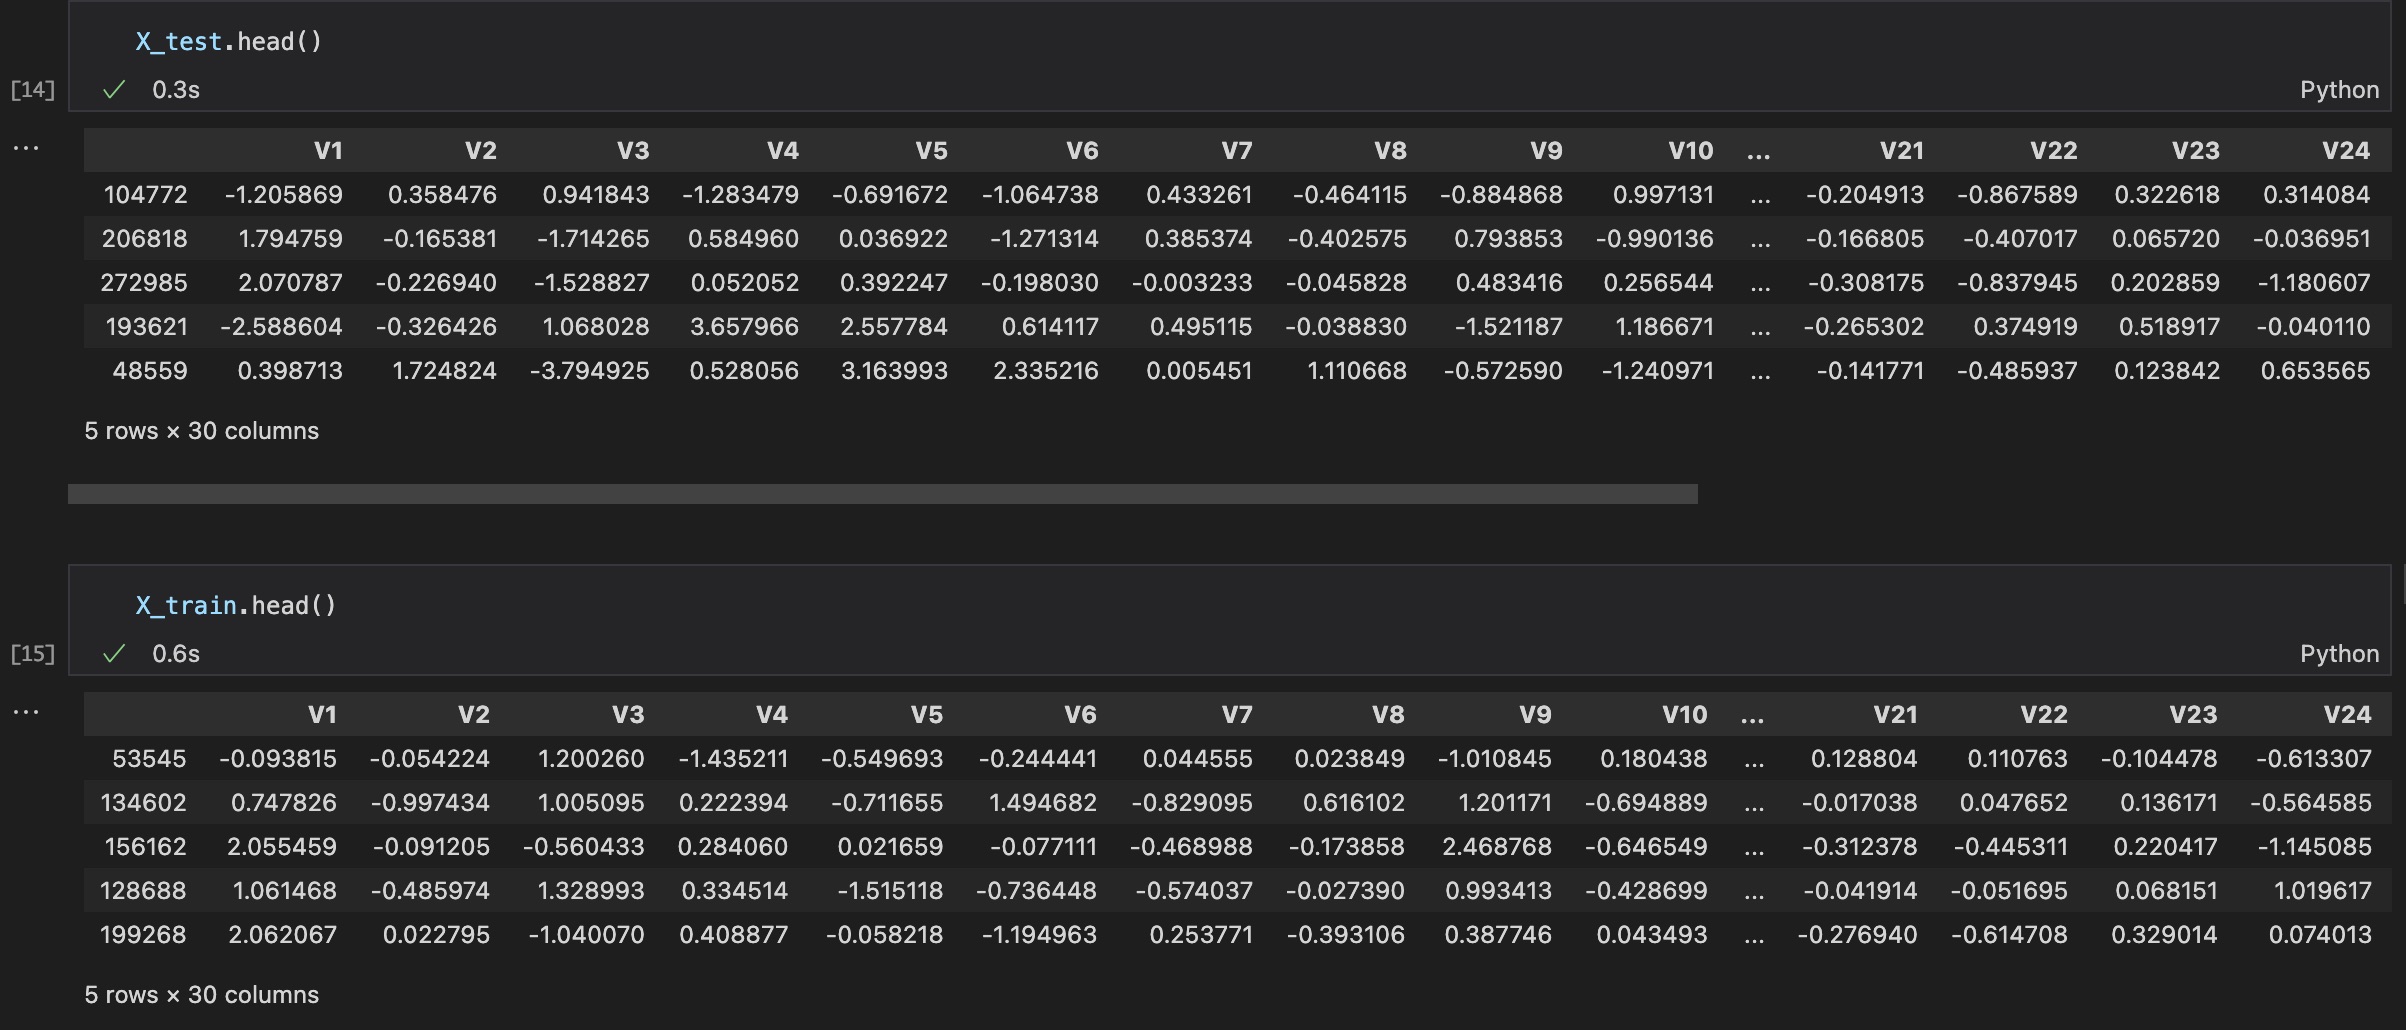 X_test.head()
[14] ✓ 0.3s Python
...
V1 V2 V3 V4 V5 V6 V7 V8 V9 V10 ... V21 V22 V23 V24
104772 -1.205869 0.358476 0.941843 -1.283479 -0.691672 -1.064738 0.433261 -0.464115 -0.884868 0.997131 ... -0.204913 -0.867589 0.322618 0.314084
206818 1.794759 -0.165381 -1.714265 0.584960 0.036922 -1.271314 0.385374 -0.402575 0.793853 -0.990136 ... -0.166805 -0.407017 0.065720 -0.036951
272985 2.070787 -0.226940 -1.528827 0.052052 0.392247 -0.198030 -0.003233 -0.045828 0.483416 0.256544 ... -0.308175 -0.837945 0.202859 -1.180607
193621 -2.588604 -0.326426 1.068028 3.657966 2.557784 0.614117 0.495115 -0.038830 -1.521187 1.186671 ... -0.265302 0.374919 0.518917 -0.040110
48559 0.398713 1.724824 -3.794925 0.528056 3.163993 2.335216 0.005451 1.110668 -0.572590 -1.240971 ... -0.141771 -0.485937 0.123842 0.653565
5 rows × 30 columns
X_train.head()
[15] ✓ 0.6s Python
...
V1 V2 V3 V4 V5 V6 V7 V8 V9 V10 ... V21 V22 V23 V24
53545 -0.093815 -0.054224 1.200260 -1.435211 -0.549693 -0.244441 0.044555 0.023849 -1.010845 0.180438 ... 0.128804 0.110763 -0.104478 -0.613307
134602 0.747826 -0.997434 1.005095 0.222394 -0.711655 1.494682 -0.829095 0.616102 1.201171 -0.694889 ... -0.017038 0.047652 0.136171 -0.564585
156162 2.055459 -0.091205 -0.560433 0.284060 0.021659 -0.077111 -0.468988 -0.173858 2.468768 -0.646549 ... -0.312378 -0.445311 0.220417 -1.145085
128688 1.061468 -0.485974 1.328993 0.334514 -1.515118 -0.736448 -0.574037 -0.027390 0.993413 -0.428699 ... -0.041914 -0.051695 0.068151 1.019617
199268 2.062067 0.022795 -1.040070 0.408877 -0.058218 -1.194963 0.253771 -0.393106 0.387746 0.043493 ... -0.276940 -0.614708 0.329014 0.074013
5 rows × 30 columns